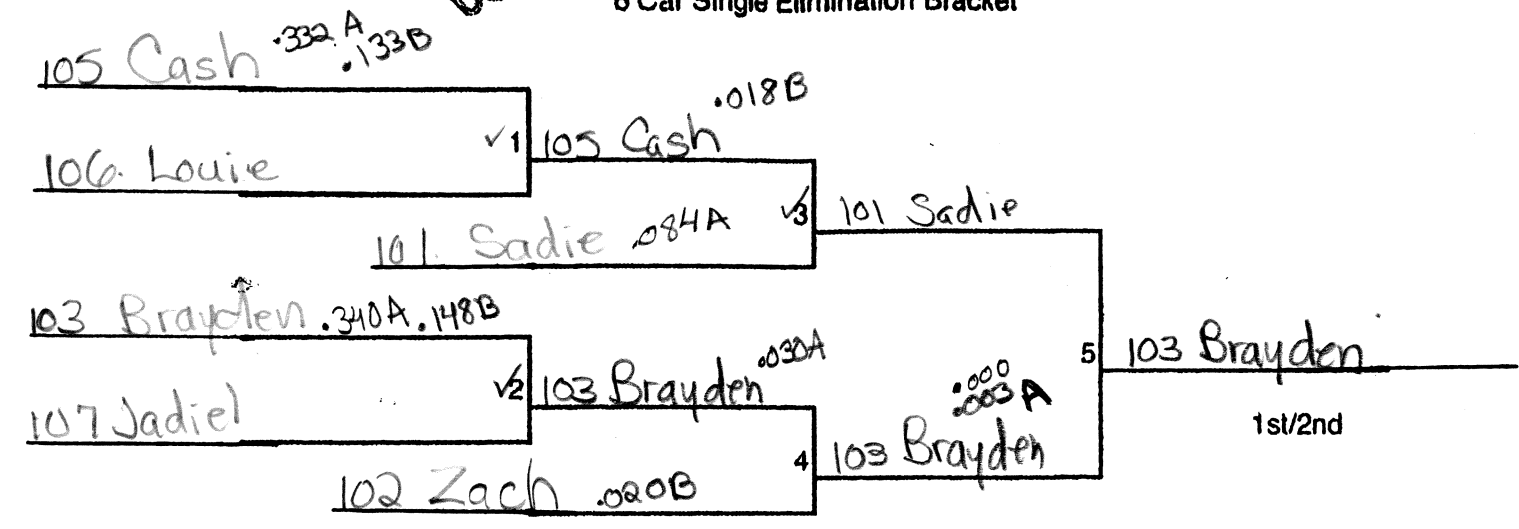 6 Car Single Elimination Bracket
105 Cash .332 A
.133B
.018B
✓1 105 Cash
106. Louie
✓3 101 Sadie
101. Sadie .084A
103 Brayden .340A .148B
.030A
5 103 Brayden
✓2 103 Brayden
.000
.003 A
107 Jadiel
1st/2nd
4 103 Brayden
102 Zach .020B